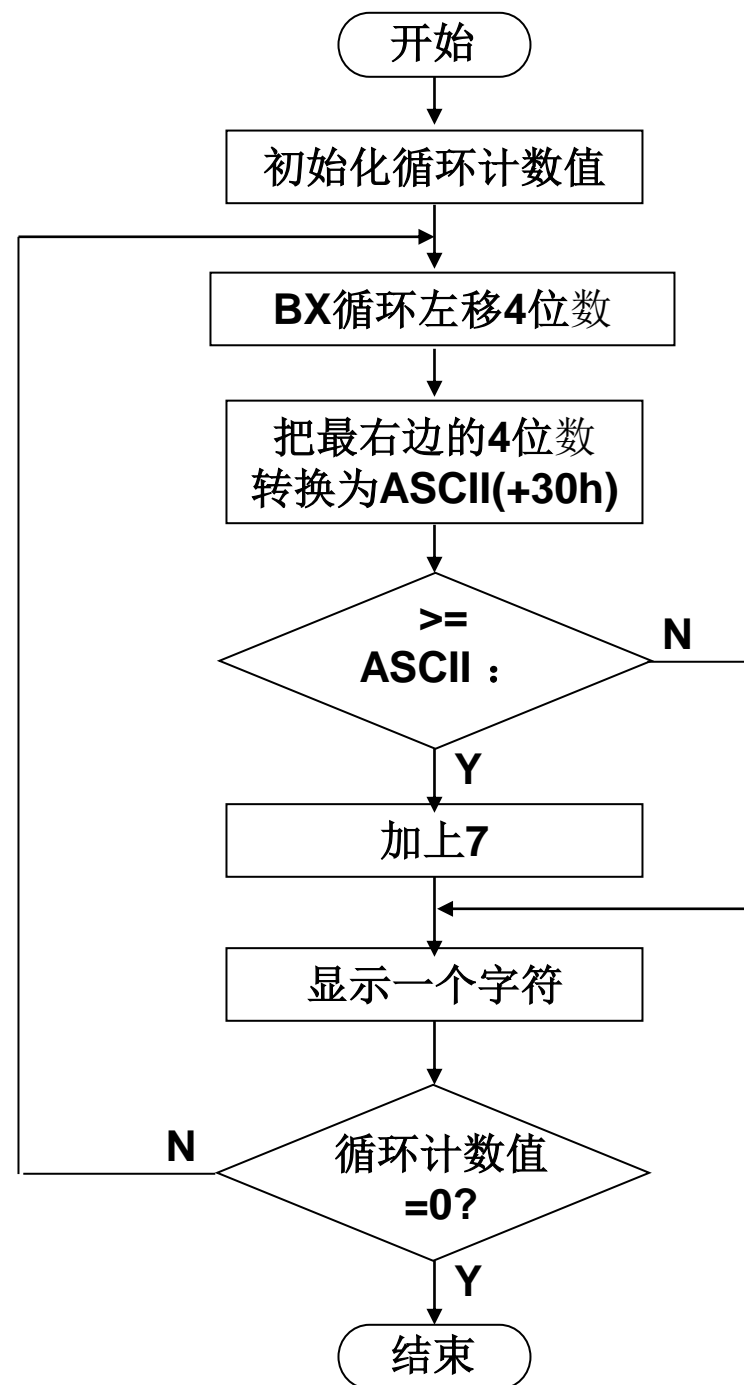 开始
初始化循环计数值
BX循环左移4位数
把最右边的4位数
转换为ASCII(+30h)
>=
ASCII：
N
Y
加上7
显示一个字符
N
循环计数值
=0?
Y
结束